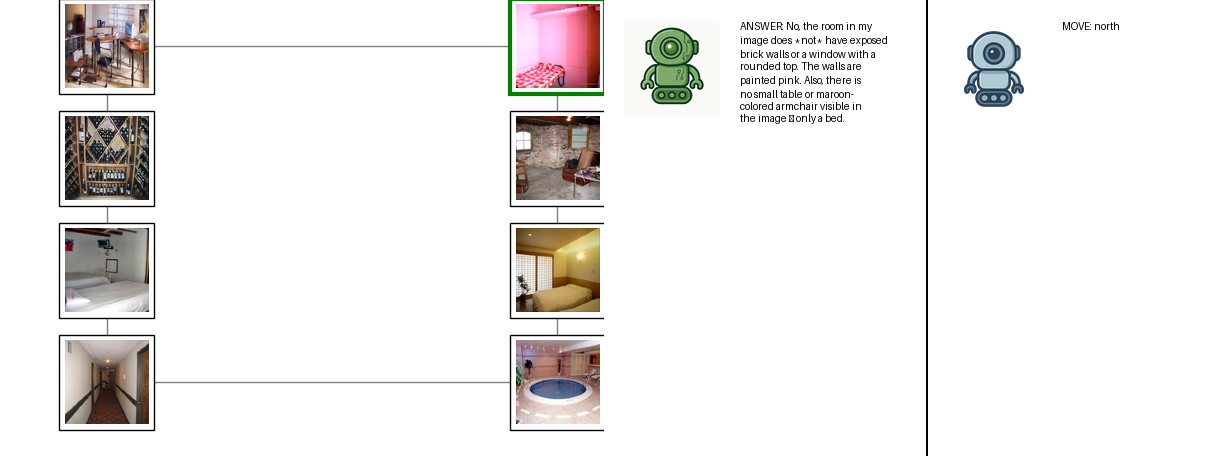 ANSWER: No, the room in my
image does *not* have exposed
brick walls or a window with a
rounded top. The walls are
painted pink. Also, there is
no small table or maroon-
colored armchair visible in
the image only a bed.
MOVE: north